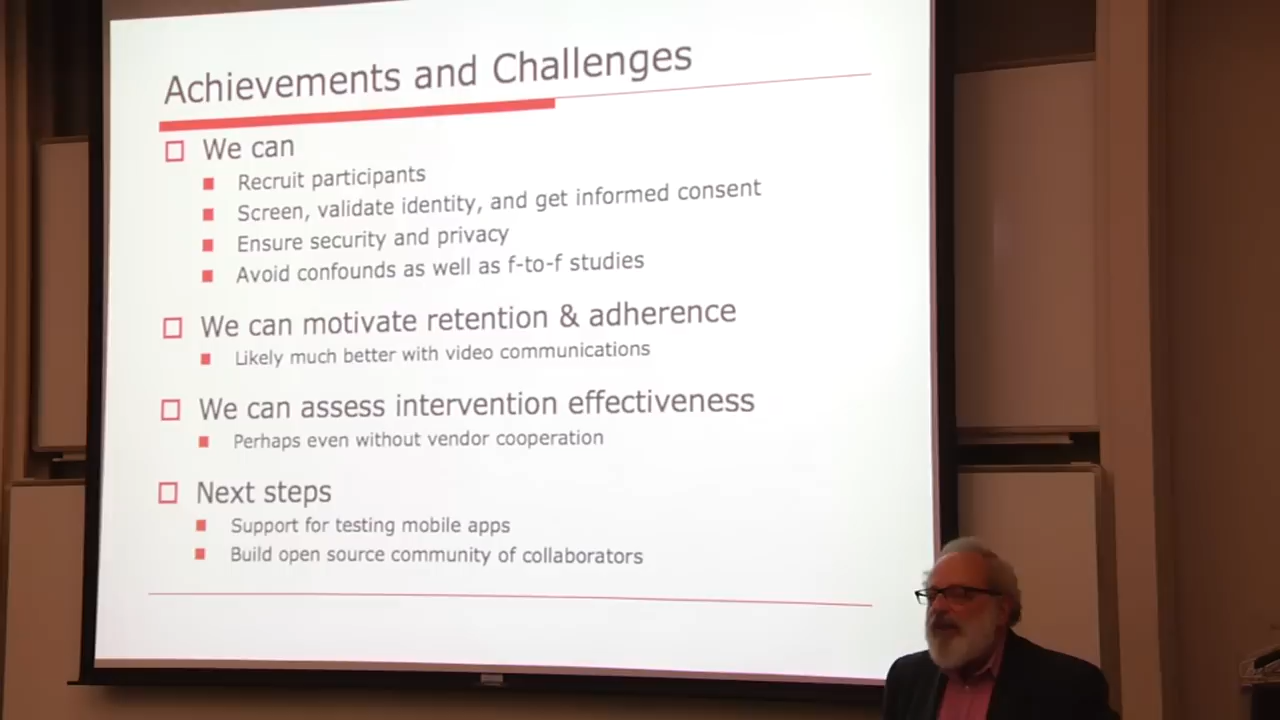 Achievements and Challenges
We can
Recruit participants
Screen, validate identity, and get informed consent
Ensure security and privacy
Avoid confounds as well as f-to-f studies
We can motivate retention & adherence
Likely much better with video communications
We can assess intervention effectiveness
Perhaps even without vendor cooperation
Next steps
Support for testing mobile apps
Build open source community of collaborators